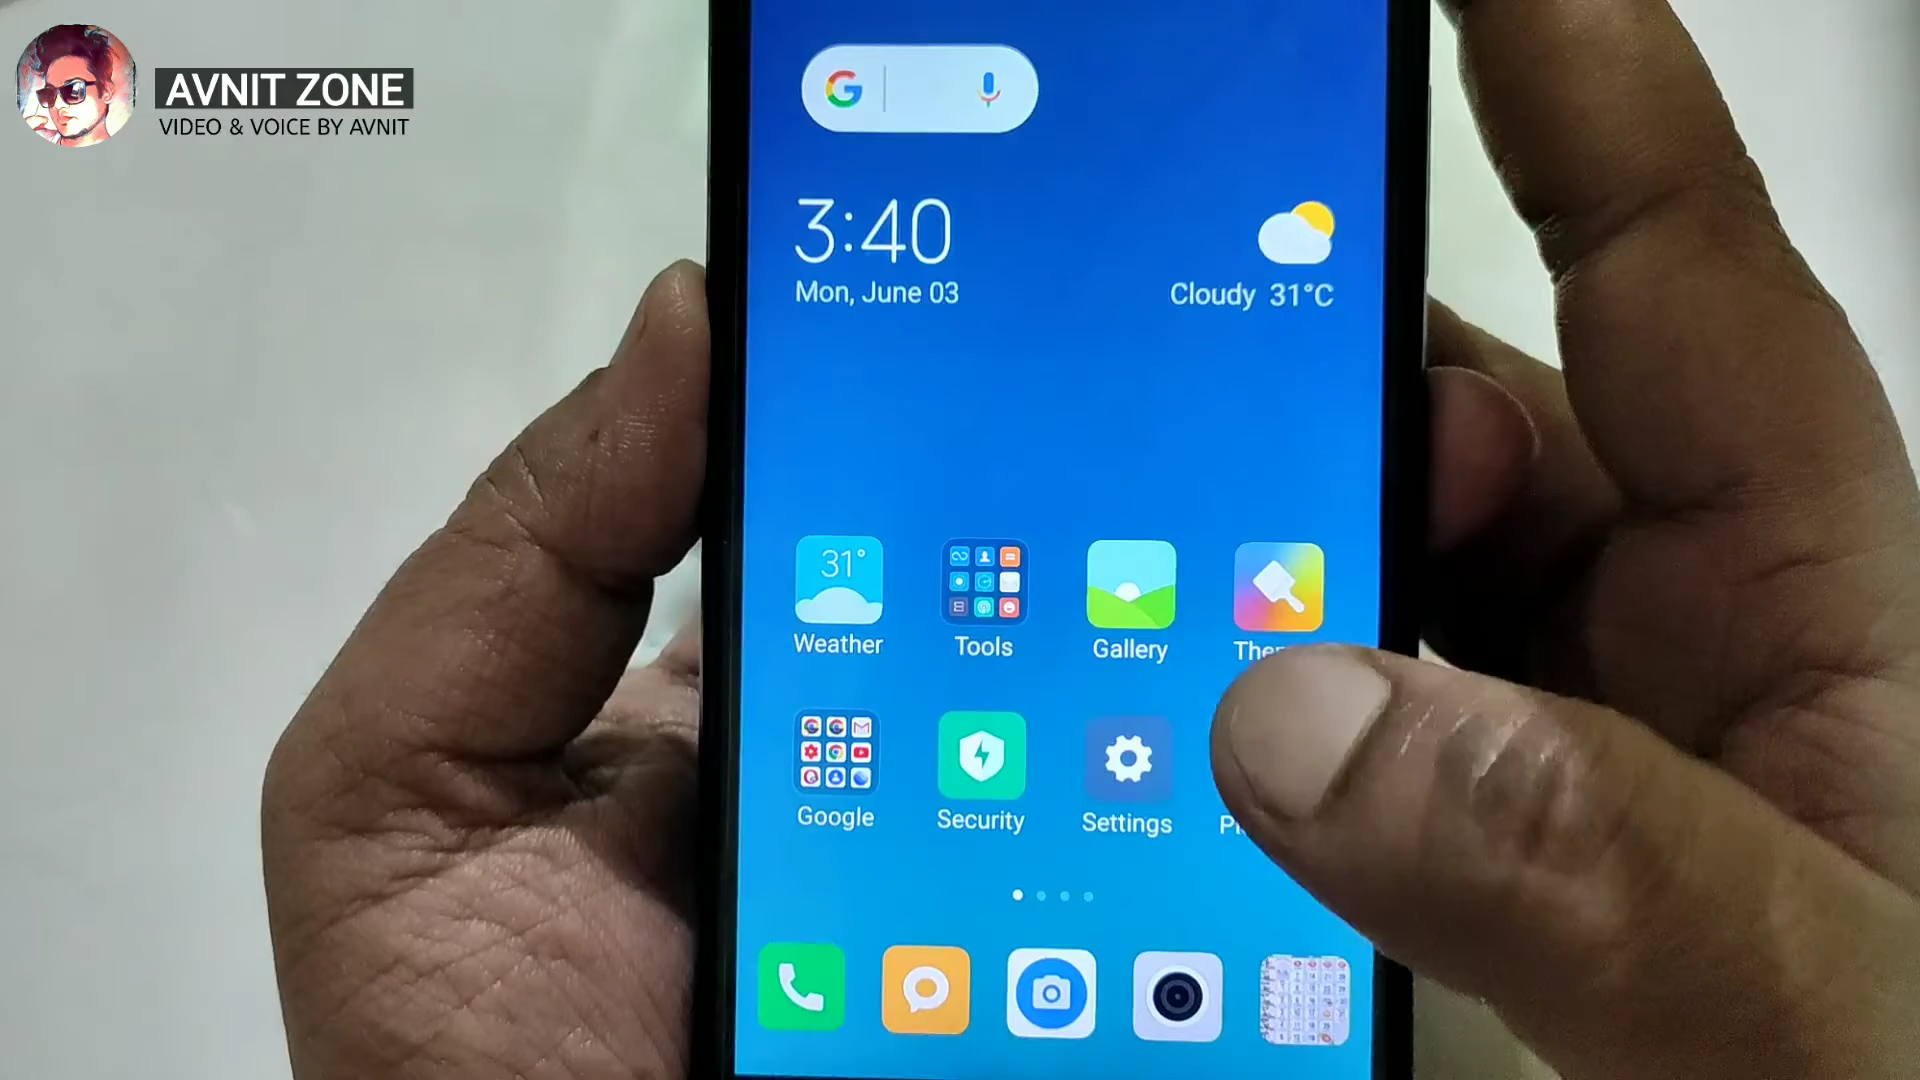 AVNIT ZONE
VIDEO & VOICE BY AVNIT
3:40
Mon, June 03
Cloudy 31°C
31°
Weather
Tools
Gallery
Google
Security
Settings